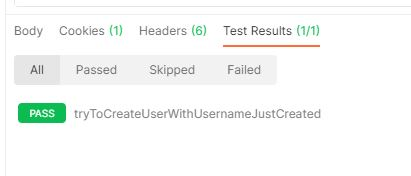 Body Cookies (1) Headers (6) Test Results (1/1)
All Passed Skipped Failed
PASS tryToCreateUserWithUsernameJustCreated